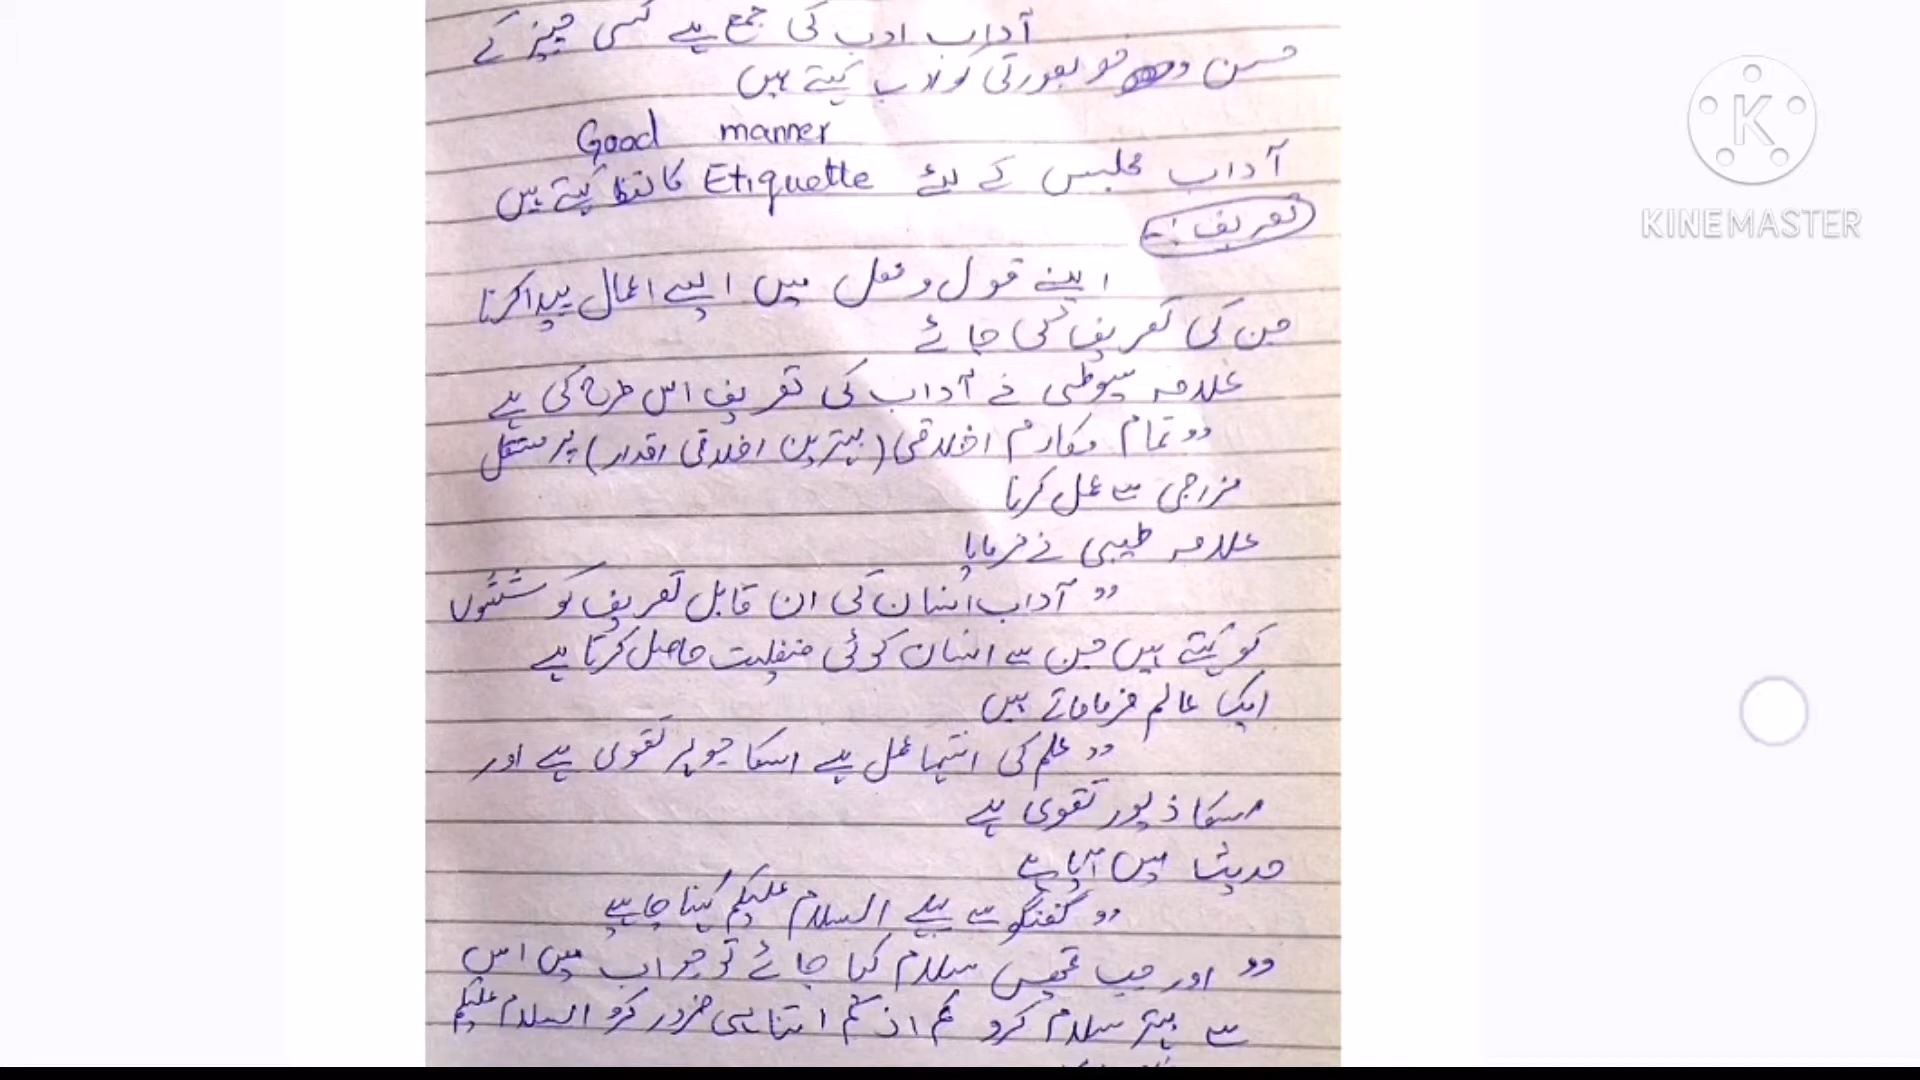 آداب ادب کی جمع ہے کسی چیز کے
حسن و خوبصورتی کو ادب کہتے ہیں
Good manner
آداب مجلس کے لئے Etiquette کا لفظ کہتے ہیں
تعریف :-
اپنے قول و فعل میں ایسے اعمال پیدا کرنا
جن کی تعریف کی جائے
علامہ سیوطی نے آداب کی تعریف اس طرح کی ہے
"تمام مکارم اخلاقی (بہترین اخلاقی اقدار) پر مستقل
مزاجی سے عمل کرنا
علامہ طیبی نے فرمایا
"آداب انسان کی ان قابل تعریف کوششوں
کو کہتے ہیں جن سے انسان کوئی فضیلت حاصل کرتا ہے
ایک عالم فرماتے ہیں
"علم کی انتہا عمل ہے اسکا جوہر تقوی ہے اور
اسکا زیور تقوی ہے
حدیث میں آیا ہے
"گفتگو سے پہلے السلام علیکم کہنا چاہیے
"اور جب تمہیں سلام کیا جائے تو جواب میں اس
سے بہتر سلام کرو کم از کم اتنا ہی ضرور کرو السلام علیکم
K
KINEMASTER